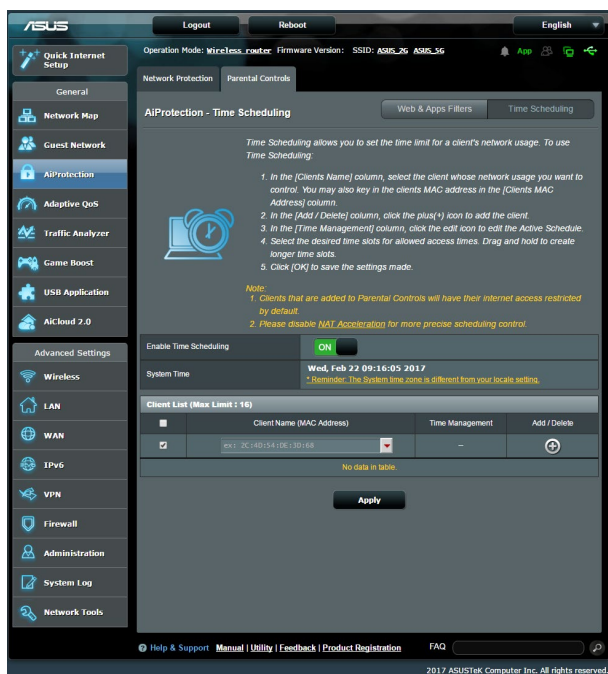 ASUS
Logout
Reboot
English
Quick Internet Setup
Operation Mode: Wireless router Firmware Version: SSID: ASUS_2G ASUS_5G
App
General
Network Map
Guest Network
AiProtection
Adaptive QoS
Traffic Analyzer
Game Boost
USB Application
AiCloud 2.0
Advanced Settings
Wireless
LAN
WAN
IPv6
VPN
Firewall
Administration
System Log
Network Tools
Network Protection
Parental Controls
AiProtection - Time Scheduling
Web & Apps Filters
Time Scheduling
Time Scheduling allows you to set the time limit for a client's network usage. To use
Time Scheduling:
1. In the [Clients Name] column, select the client whose network usage you want to
control. You may also key in the clients MAC address in the [Clients MAC
Address] column.
2. In the [Add / Delete] column, click the plus(+) icon to add the client.
3. In the [Time Management] column, click the edit icon to edit the Active Schedule.
4. Select the desired time slots for allowed access times. Drag and hold to create
longer time slots.
5. Click [OK] to save the settings made.
Note:
1. Clients that are added to Parental Controls will have their internet access restricted
by default.
2. Please disable NAT Acceleration for more precise scheduling control.
Enable Time Scheduling
ON
System Time
Wed, Feb 22 09:16:05 2017
* Reminder: The System time zone is different from your locale setting.
Client List (Max Limit : 16)
Client Name (MAC Address)
Time Management
Add / Delete
ex: 2C:4D:54:DE:3D:68
–
No data in table.
Apply
Help & Support
Manual | Utility | Feedback | Product Registration
FAQ
2017 ASUSTeK Computer Inc. All rights reserved.